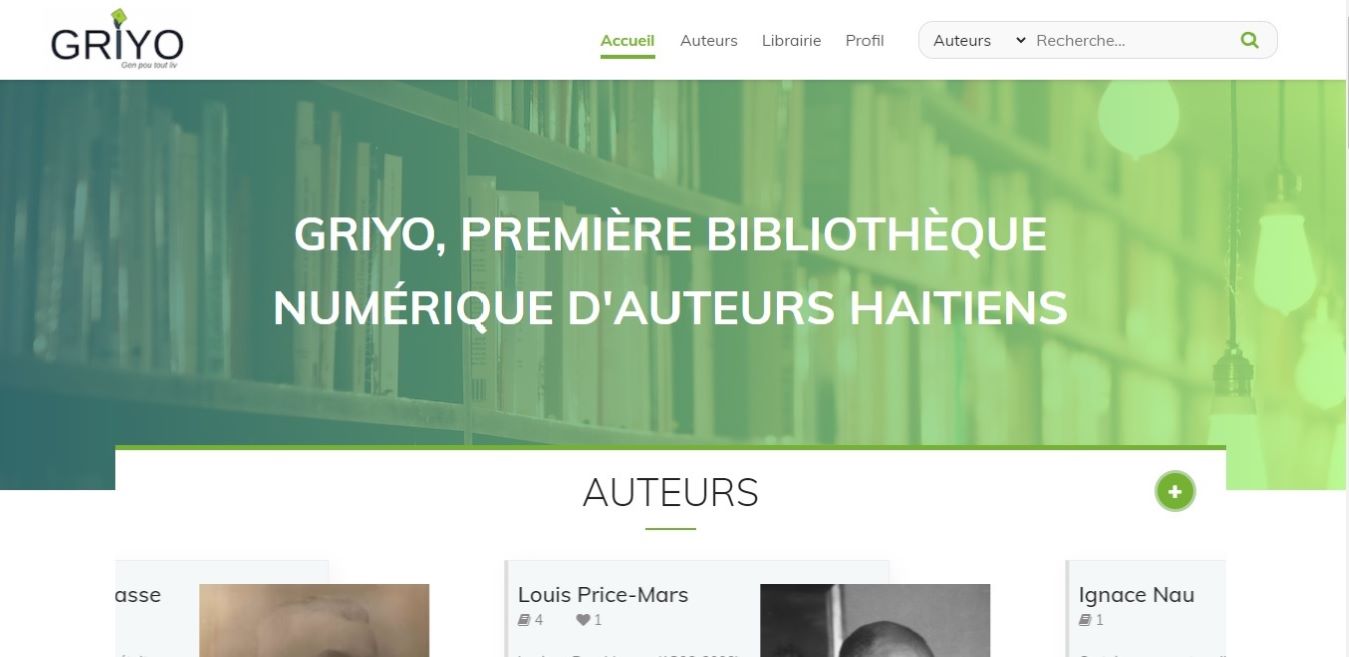 GRIYO
Gen pou tout liv
Accueil Auteurs Librairie Profil Auteurs Recherche...
GRIYO, PREMIÈRE BIBLIOTHÈQUE
NUMÉRIQUE D'AUTEURS HAITIENS
AUTEURS
asse
Louis Price-Mars
4 1
Ignace Nau
1